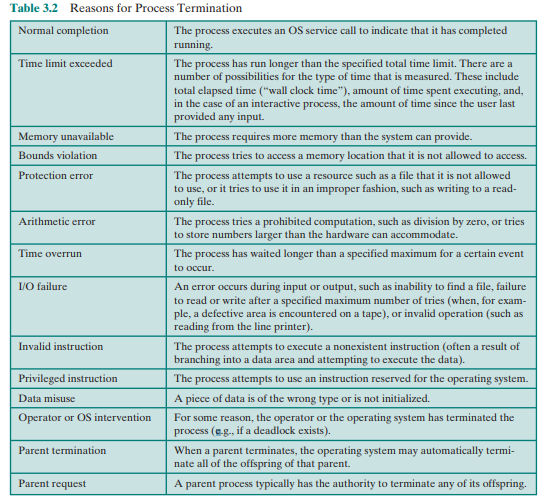 Table 3.2 Reasons for Process Termination
Normal completion
The process executes an OS service call to indicate that it has completed
running.
Time limit exceeded
The process has run longer than the specified total time limit. There are a
number of possibilities for the type of time that is measured. These include
total elapsed time (“wall clock time”), amount of time spent executing, and,
in the case of an interactive process, the amount of time since the user last
provided any input.
Memory unavailable
The process requires more memory than the system can provide.
Bounds violation
The process tries to access a memory location that it is not allowed to access.
Protection error
The process attempts to use a resource such as a file that it is not allowed
to use, or it tries to use it in an improper fashion, such as writing to a read-
only file.
Arithmetic error
The process tries a prohibited computation, such as division by zero, or tries
to store numbers larger than the hardware can accommodate.
Time overrun
The process has waited longer than a specified maximum for a certain event
to occur.
I/O failure
An error occurs during input or output, such as inability to find a file, failure
to read or write after a specified maximum number of tries (when, for exam-
ple, a defective area is encountered on a tape), or invalid operation (such as
reading from the line printer).
Invalid instruction
The process attempts to execute a nonexistent instruction (often a result of
branching into a data area and attempting to execute the data).
Privileged instruction
The process attempts to use an instruction reserved for the operating system.
Data misuse
A piece of data is of the wrong type or is not initialized.
Operator or OS intervention
For some reason, the operator or the operating system has terminated the
process (e.g., if a deadlock exists).
Parent termination
When a parent terminates, the operating system may automatically termi-
nate all of the offspring of that parent.
Parent request
A parent process typically has the authority to terminate any of its offspring.